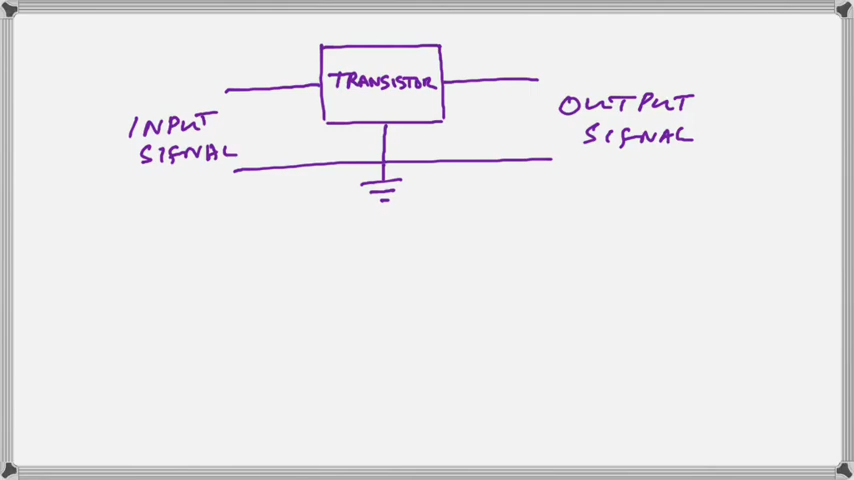 TRANSISTOR
INPUT
SIGNAL
OUTPUT
SIGNAL